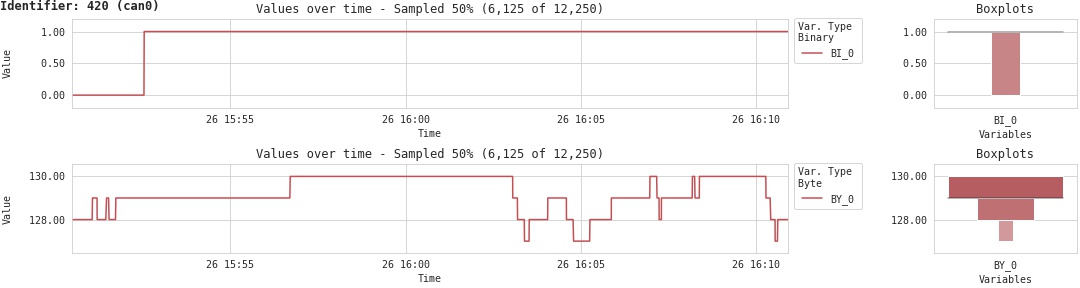 Identifier: 420 (can0)
Values over time - Sampled 50% (6,125 of 12,250)
Boxplots
1.00
0.50
0.00
Value
26 15:55
26 16:00
26 16:05
26 16:10
Time
Var. Type
Binary
BI_0
1.00
0.50
0.00
BI_0
Variables
Values over time - Sampled 50% (6,125 of 12,250)
Boxplots
130.00
128.00
Value
26 15:55
26 16:00
26 16:05
26 16:10
Time
Var. Type
Byte
BY_0
130.00
128.00
BY_0
Variables